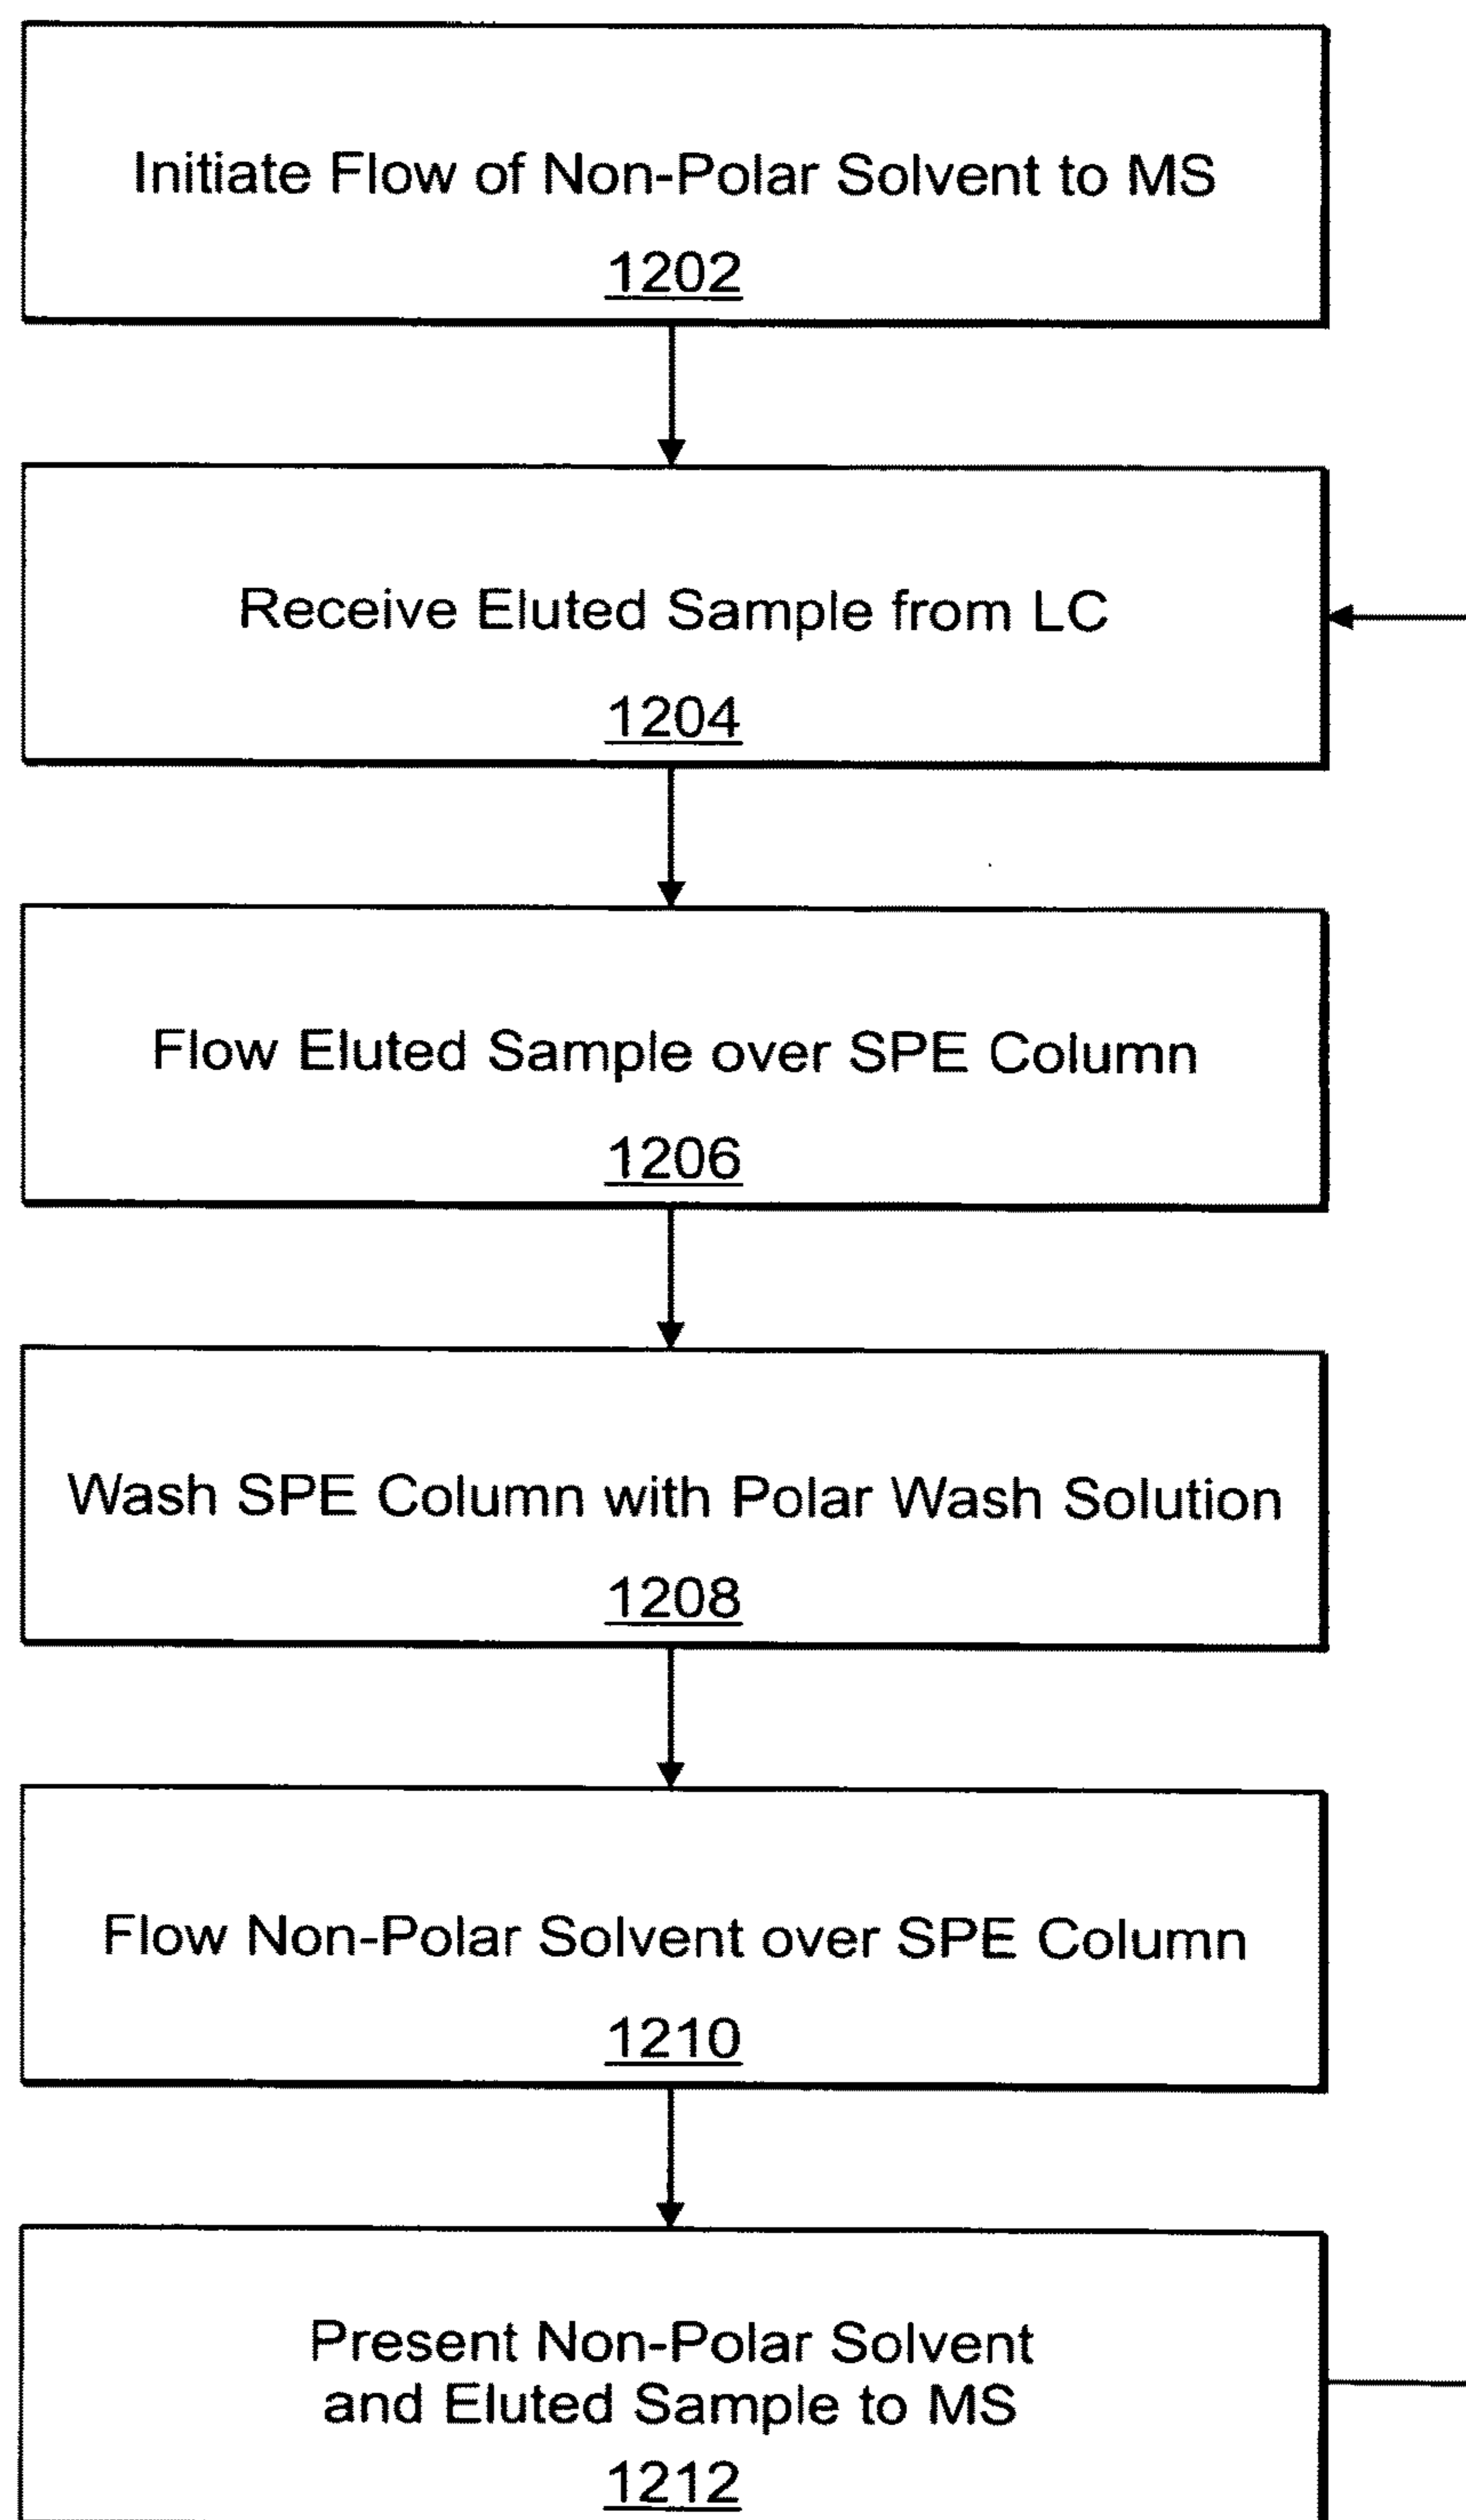 Initiate Flow of Non-Polar Solvent to MS
1202
Receive Eluted Sample from LC
1204
Flow Eluted Sample over SPE Column
1206
Wash SPE Column with Polar Wash Solution
1208
Flow Non-Polar Solvent over SPE Column
1210
Present Non-Polar Solvent
and Eluted Sample to MS
1212